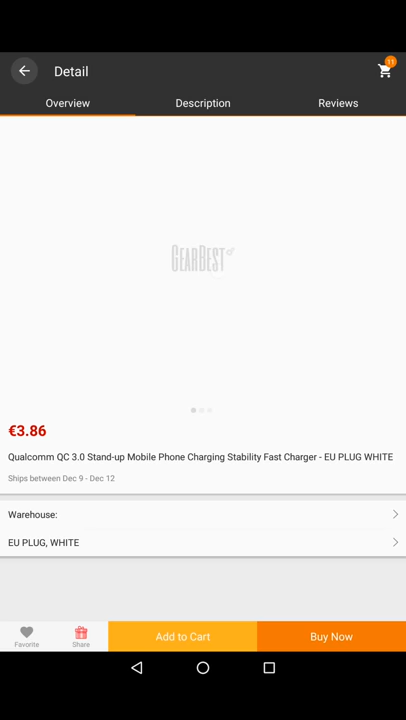 Detail
11
Overview
Description
Reviews
GEARBEST
€3.86
Qualcomm QC 3.0 Stand-up Mobile Phone Charging Stability Fast Charger - EU PLUG WHITE
Ships between Dec 9 - Dec 12
Warehouse:
EU PLUG, WHITE
Favorite
Share
Add to Cart
Buy Now